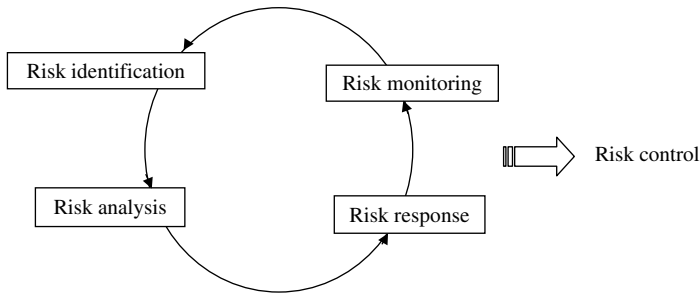 Risk identification
Risk monitoring
Risk control
Risk analysis
Risk response